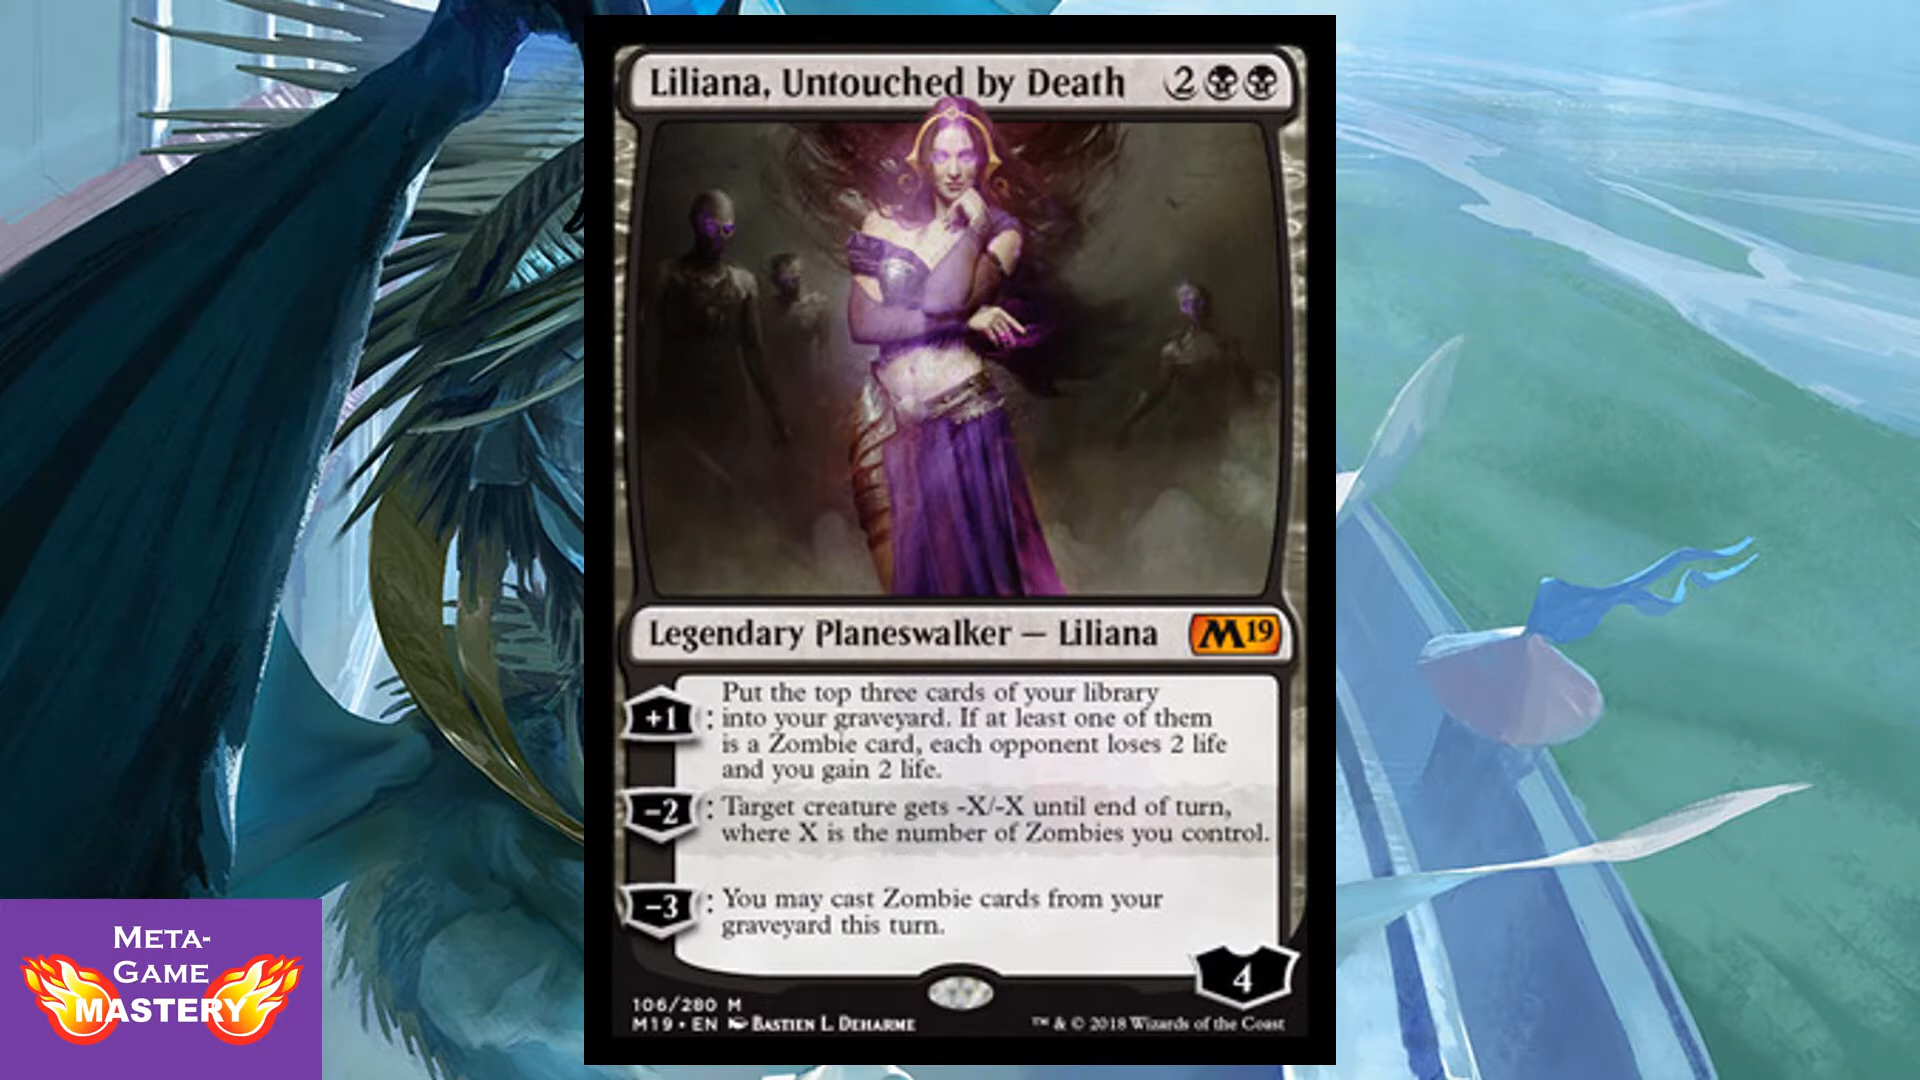 Liliana, Untouched by Death 2
Legendary Planeswalker — Liliana M19
+1 : Put the top three cards of your library
into your graveyard. If at least one of them
is a Zombie card, each opponent loses 2 life
and you gain 2 life.
−2 : Target creature gets -X/-X until end of turn,
where X is the number of Zombies you control.
−3 : You may cast Zombie cards from your
graveyard this turn.
4
106/280 M
M19 • EN Bastien L. Deharme
™ & © 2018 Wizards of the Coast
META-
GAME
MASTERY